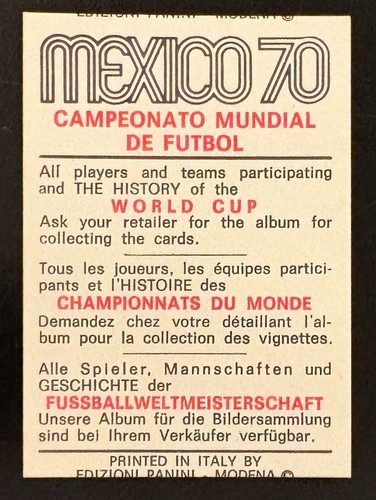 EDIZIONI PANINI - MODENA ©
MEXICO 70
CAMPEONATO MUNDIAL
DE FUTBOL
All players and teams participating
and THE HISTORY of the
WORLD CUP
Ask your retailer for the album for
collecting the cards.
Tous les joueurs, les équipes partici-
pants et l'HISTOIRE des
CHAMPIONNATS DU MONDE
Demandez chez votre détaillant l'al-
bum pour la collection des vignettes.
Alle Spieler, Mannschaften und
GESCHICHTE der
FUSSBALLWELTMEISTERSCHAFT
Unsere Album für die Bildersammlung
sind bei Ihrem Verkäufer verfügbar.
PRINTED IN ITALY BY
EDIZIONI PANINI - MODENA ©